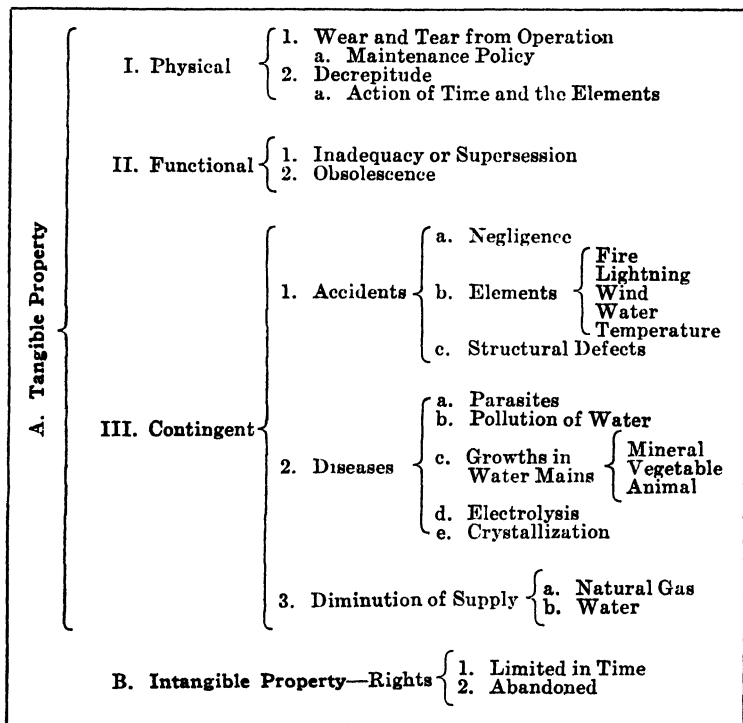 A. Tangible Property
I. Physical
1. Wear and Tear from Operation
a. Maintenance Policy
2. Decrepitude
a. Action of Time and the Elements
II. Functional
1. Inadequacy or Supersession
2. Obsolescence
III. Contingent
1. Accidents
a. Negligence
b. Elements
Fire
Lightning
Wind
Water
Temperature
c. Structural Defects
2. Diseases
a. Parasites
b. Pollution of Water
c. Growths in
Water Mains
Mineral
Vegetable
Animal
d. Electrolysis
e. Crystallization
3. Diminution of Supply
a. Natural Gas
b. Water
B. Intangible Property—Rights
1. Limited in Time
2. Abandoned